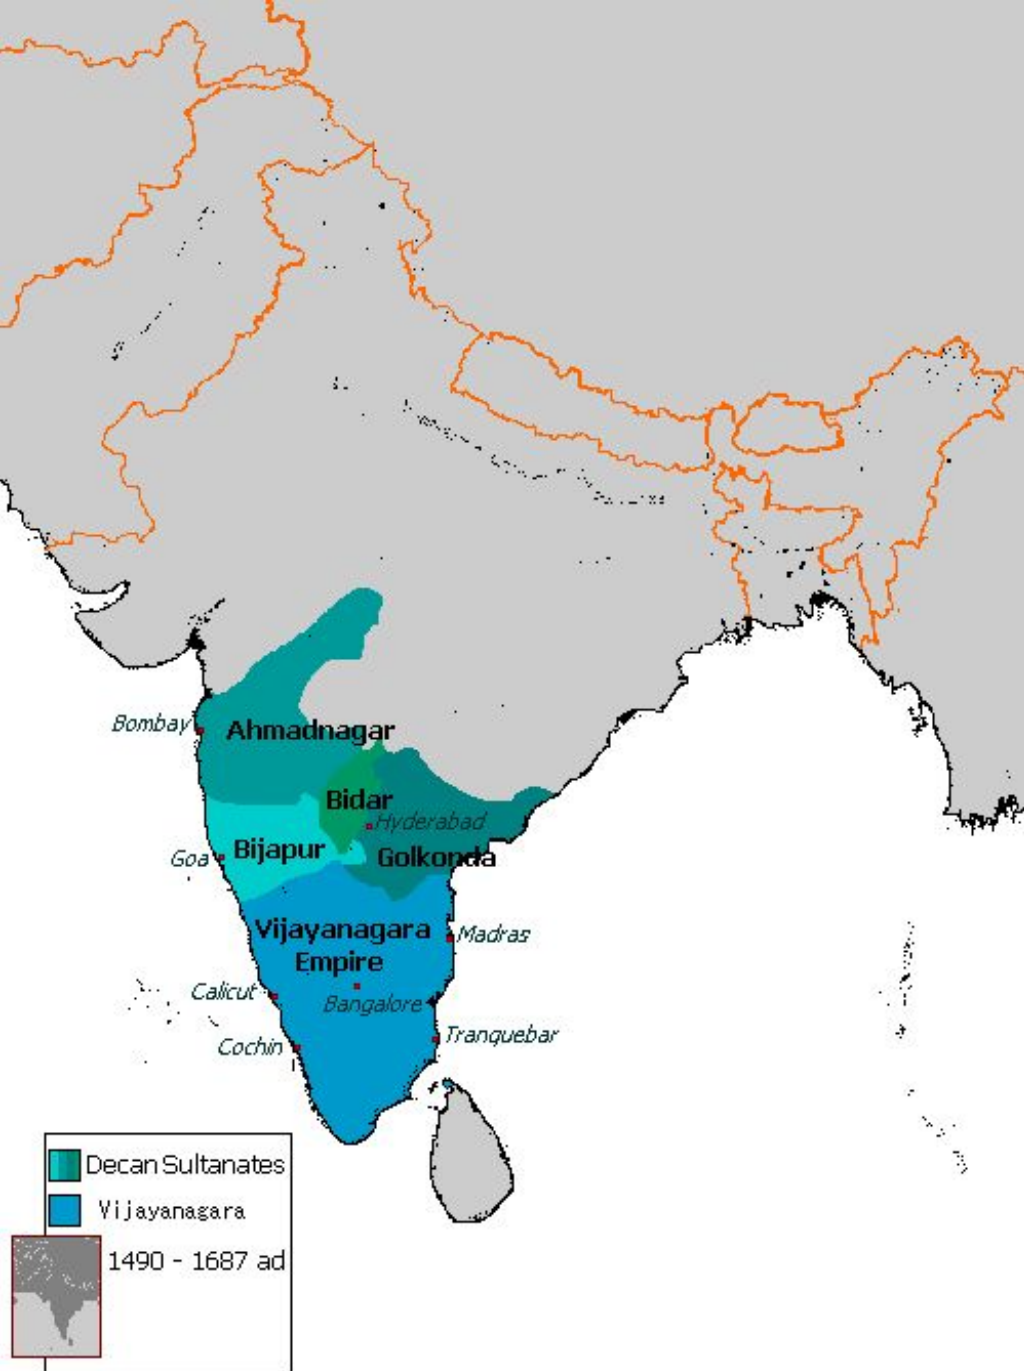 Bombay
Ahmadnagar
Bidar
Hyderabad
Bijapur
Goa
Golkonda
Vijayanagara
Empire
Madras
Calicut
Bangalore
Cochin
Tranquebar
Decan Sultanates
Vijayanagara
1490 - 1687 ad